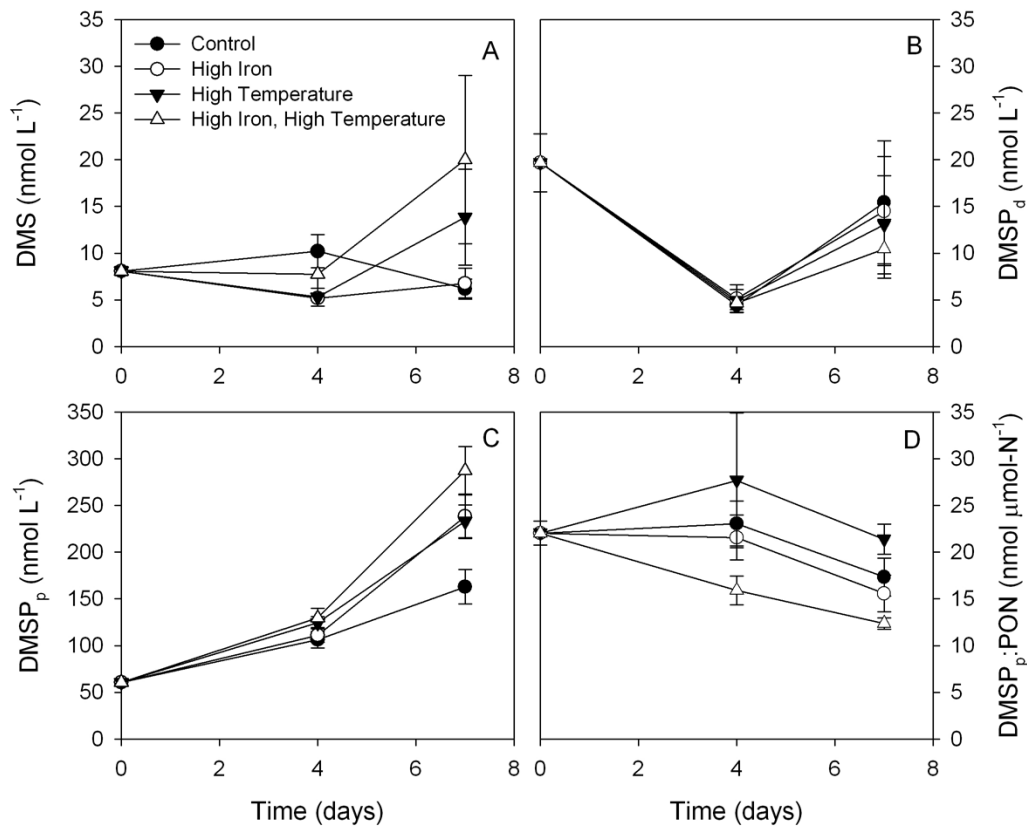 35
30
25
20
15
10
5
0
DMS (nmol L⁻¹)
Control
High Iron
High Temperature
High Iron, High Temperature
A
0 2 4 6 8
B
35
30
25
20
15
10
5
0
DMSP_d (nmol L⁻¹)
0 2 4 6 8
350
300
250
200
150
100
50
0
DMSP_p (nmol L⁻¹)
C
0 2 4 6 8
Time (days)
D
35
30
25
20
15
10
5
0
DMSP_p:PON (nmol μmol-N⁻¹)
0 2 4 6 8
Time (days)